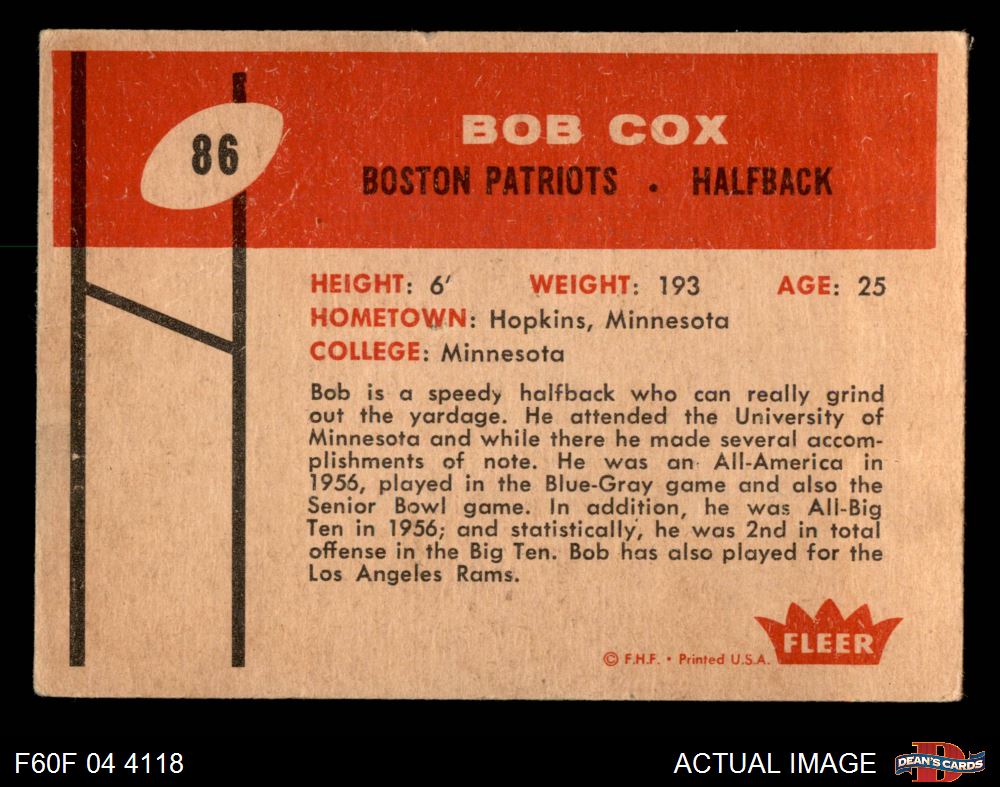 86
BOB COX
BOSTON PATRIOTS • HALFBACK
HEIGHT: 6' WEIGHT: 193 AGE: 25
HOMETOWN: Hopkins, Minnesota
COLLEGE: Minnesota
Bob is a speedy halfback who can really grind
out the yardage. He attended the University of
Minnesota and while there he made several accom-
plishments of note. He was an All-America in
1956, played in the Blue-Gray game and also the
Senior Bowl game. In addition, he was All-Big
Ten in 1956; and statistically, he was 2nd in total
offense in the Big Ten. Bob has also played for the
Los Angeles Rams.
FLEER
© F.H.F. • Printed U.S.A.
F60F 04 4118
ACTUAL IMAGE
D
DEAN'S CARDS